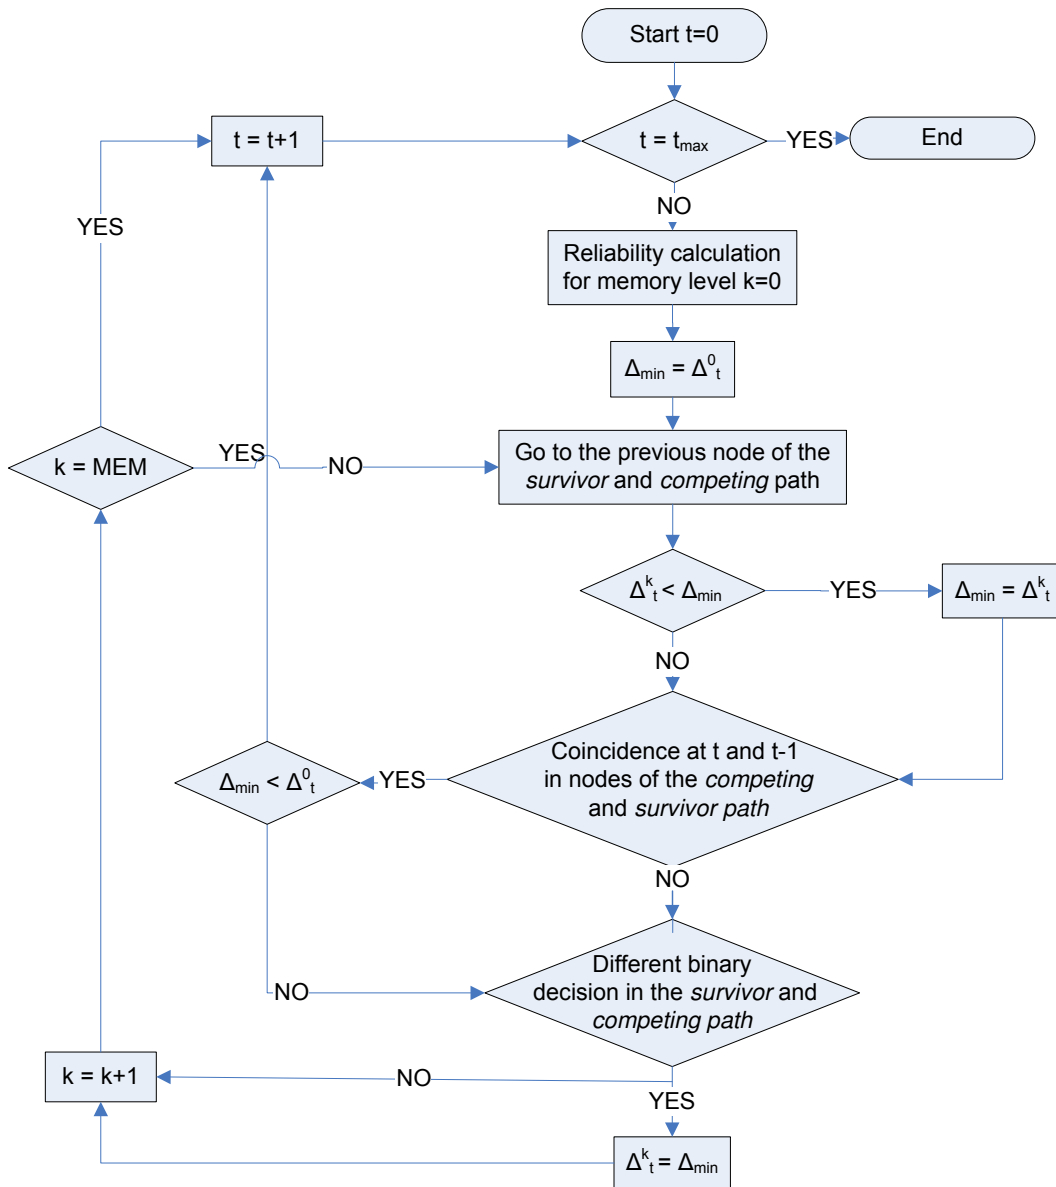 Start t=0
t = t+1
t = tmax
YES
End
YES
NO
Reliability calculation
for memory level k=0
Δmin = Δ0t
k = MEM
YES
NO
Go to the previous node of the
survivor and competing path
Δkt < Δmin
YES
Δmin = Δkt
NO
Coincidence at t and t-1
in nodes of the competing
and survivor path
YES
Δmin < Δ0t
NO
Different binary
decision in the survivor and
competing path
NO
k = k+1
NO
YES
Δkt = Δmin